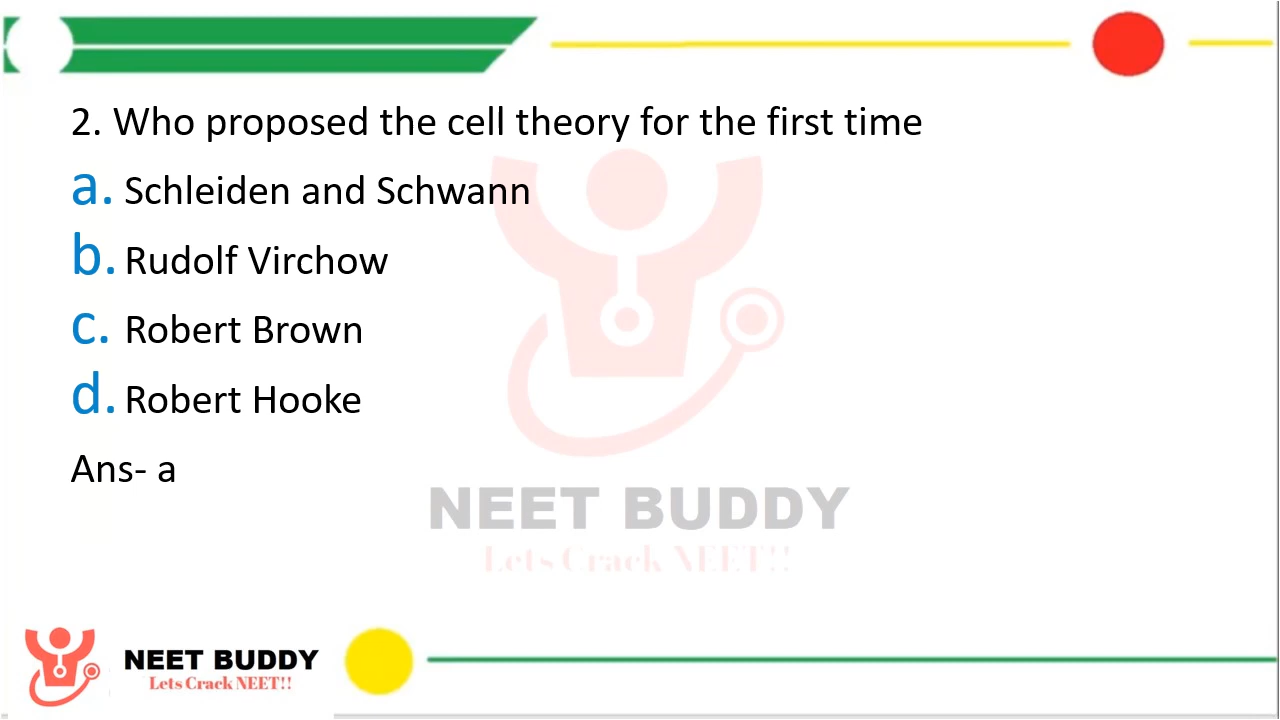 2. Who proposed the cell theory for the first time
a. Schleiden and Schwann
b. Rudolf Virchow
c. Robert Brown
d. Robert Hooke
Ans- a
NEET BUDDY
Lets Crack NEET!!
NEET BUDDY
Lets Crack NEET!!